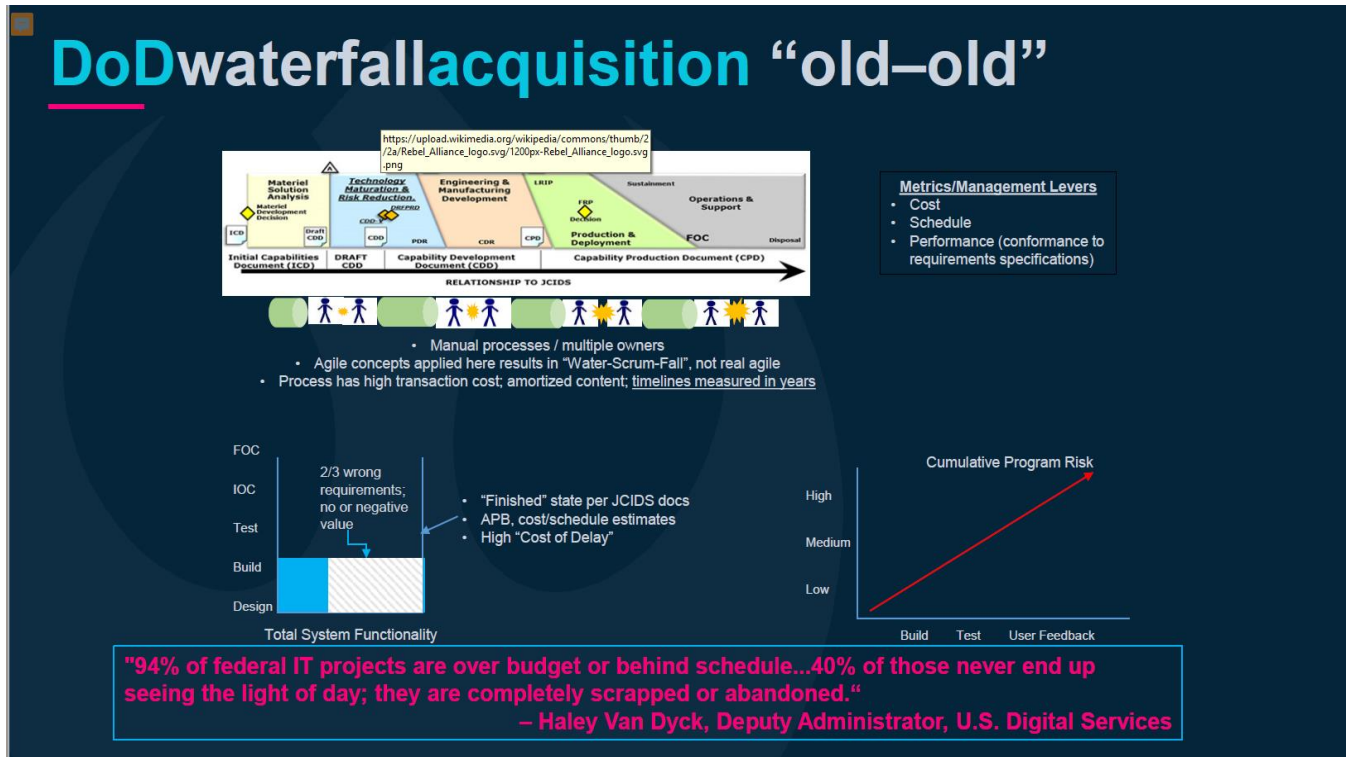 DoDwaterfallacquisition “old–old”
https://upload.wikimedia.org/wikipedia/commons/thumb/2
/2a/Rebel_Alliance_logo.svg/1200px-Rebel_Alliance_logo.svg
.png
Materiel
Solution
Analysis
Materiel
Development
Decision
ICD
Draft
CDD
Technology
Maturation &
Risk Reduction.
DRFPRD
CDD-V
CDD
PDR
Engineering &
Manufacturing
Development
CDR
CPD
LRIP
FRP
Decision
Production &
Deployment
Sustainment
Operations &
Support
FOC
Disposal
Initial Capabilities
Document (ICD)
DRAFT
CDD
Capability Development
Document (CDD)
Capability Production Document (CPD)
RELATIONSHIP TO JCIDS
Metrics/Management Levers
• Cost
• Schedule
• Performance (conformance to
requirements specifications)
• Manual processes / multiple owners
• Agile concepts applied here results in “Water-Scrum-Fall”, not real agile
• Process has high transaction cost; amortized content; timelines measured in years
FOC
IOC
Test
Build
Design
2/3 wrong
requirements;
no or negative
value
Total System Functionality
• “Finished” state per JCIDS docs
• APB, cost/schedule estimates
• High “Cost of Delay”
Cumulative Program Risk
High
Medium
Low
Build Test User Feedback
"94% of federal IT projects are over budget or behind schedule...40% of those never end up
seeing the light of day; they are completely scrapped or abandoned.“
– Haley Van Dyck, Deputy Administrator, U.S. Digital Services